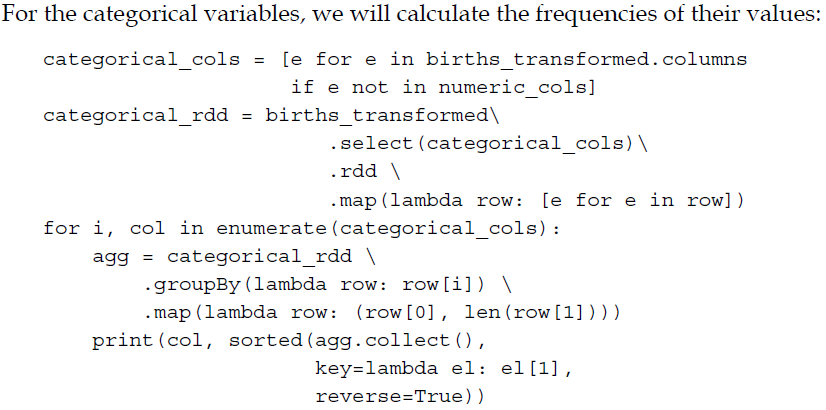 For the categorical variables, we will calculate the frequencies of their values:
categorical_cols = [e for e in births_transformed.columns
                    if e not in numeric_cols]
categorical_rdd = births_transformed\
                       .select(categorical_cols)\
                       .rdd \
                       .map(lambda row: [e for e in row])
for i, col in enumerate(categorical_cols):
    agg = categorical_rdd \
        .groupBy(lambda row: row[i]) \
        .map(lambda row: (row[0], len(row[1])))
    print(col, sorted(agg.collect(),
                      key=lambda el: el[1],
                      reverse=True))